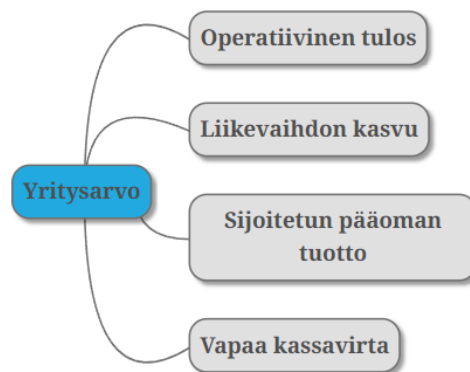 Operatiivinen tulos
Liikevaihdon kasvu
Yritysarvo
Sijoitetun pääoman
tuotto
Vapaa kassavirta